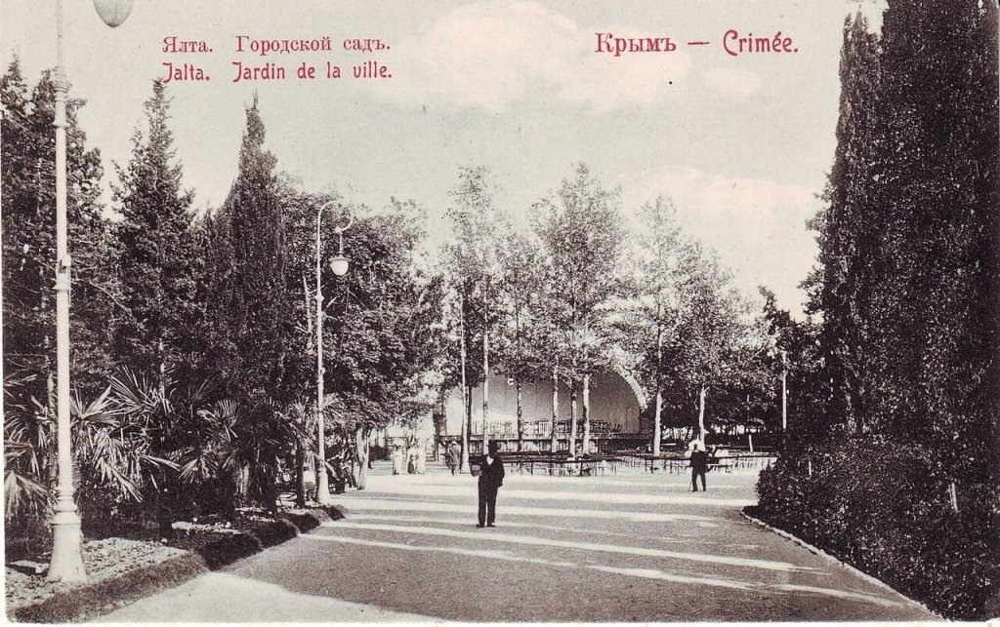 Ялта. Городской садъ.
Jalta. Jardin de la ville.
Крымъ — Crimée.